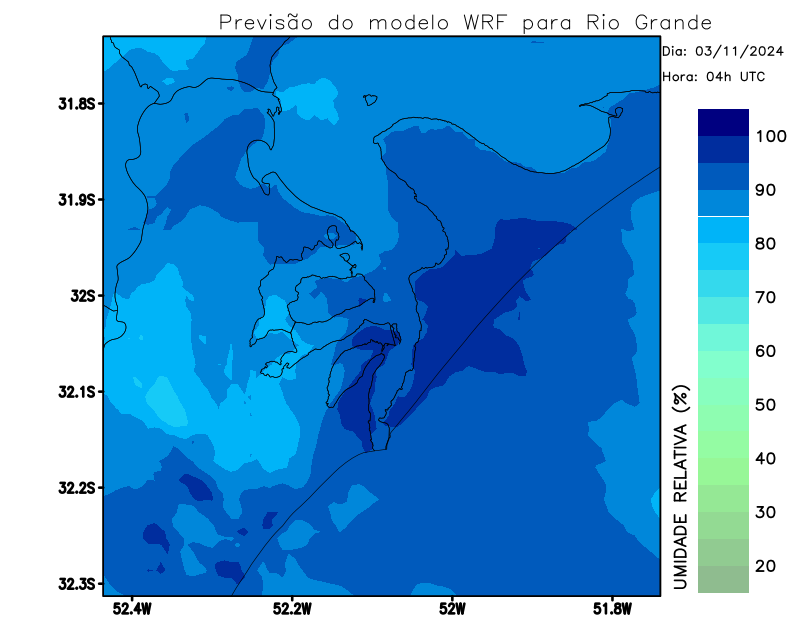 Previsão do modelo WRF para Rio Grande
Dia: 03/11/2024
Hora: 04h UTC
31.8S
31.9S
32S
32.1S
32.2S
32.3S
52.4W
52.2W
52W
51.8W
100
90
80
70
60
50
40
30
20
UMIDADE RELATIVA (%)